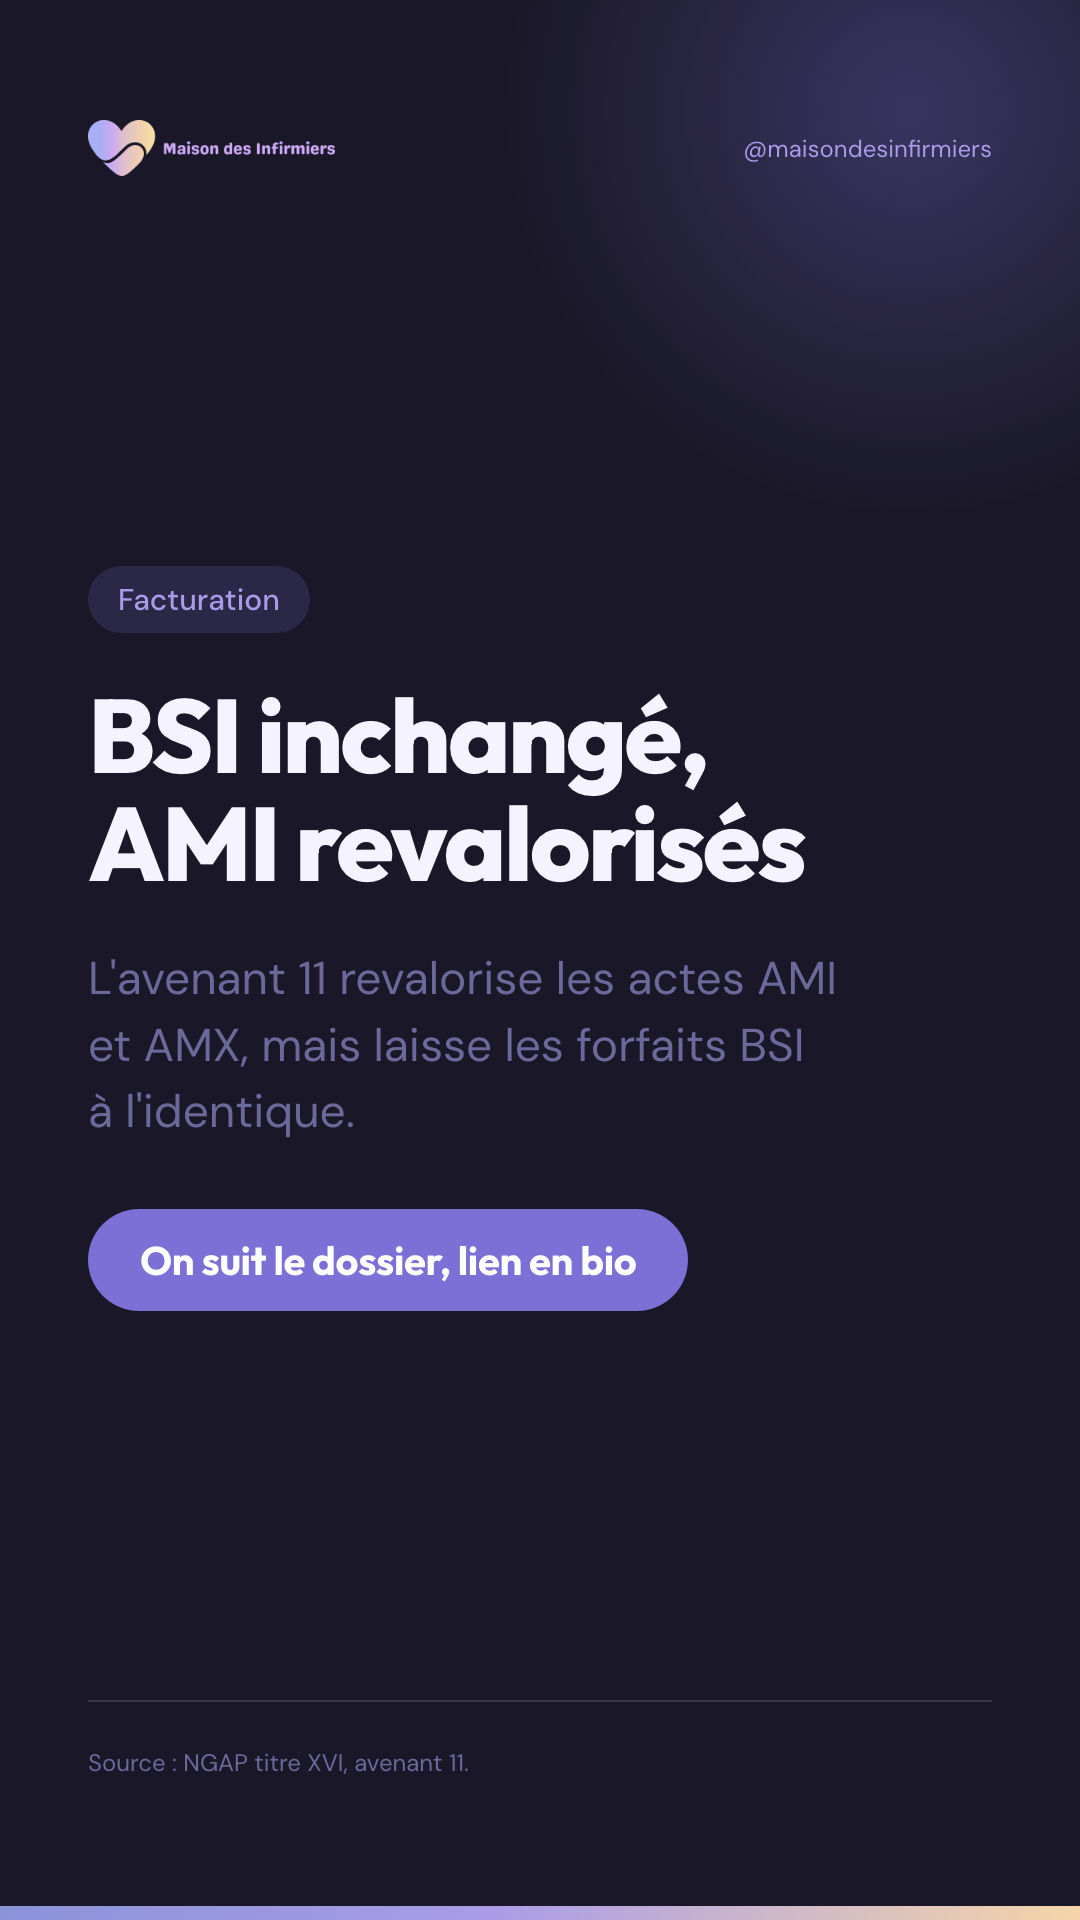 Maison des Infirmiers
@maisondesinfirmiers
Facturation
BSI inchangé,
AMI revalorisés
L'avenant 11 revalorise les actes AMI
et AMX, mais laisse les forfaits BSI
à l'identique.
On suit le dossier, lien en bio
Source : NGAP titre XVI, avenant 11.